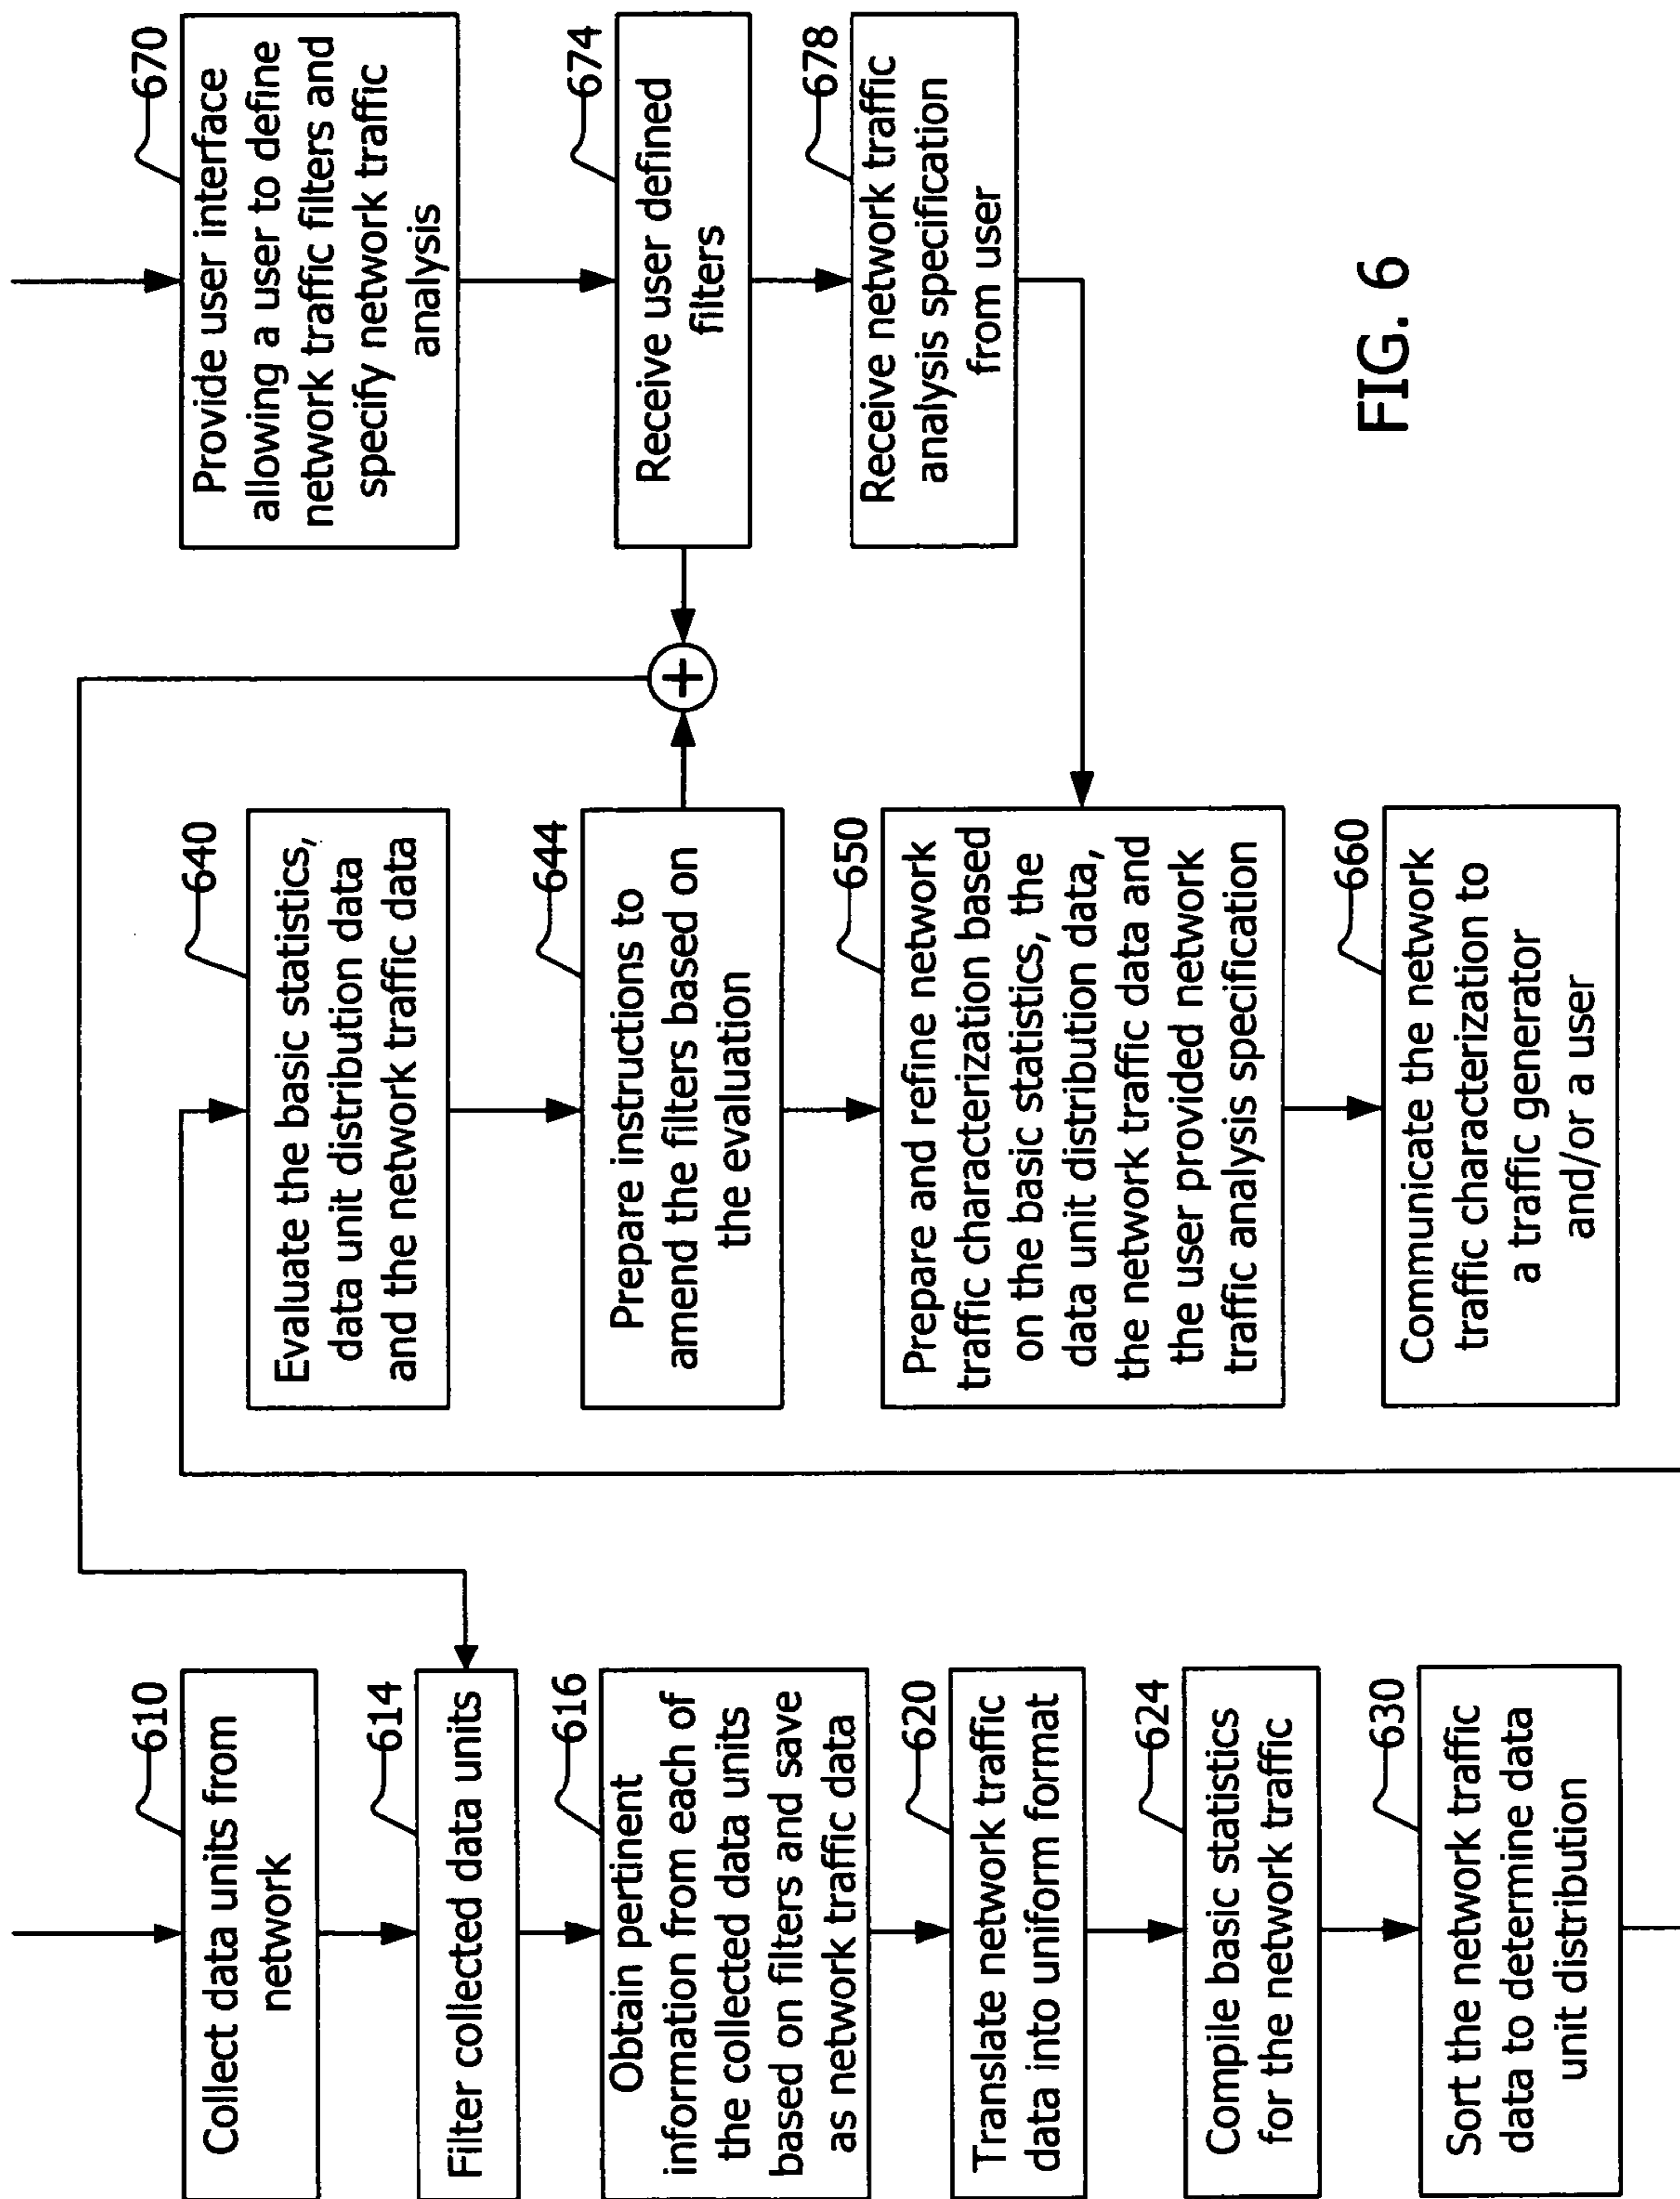 610
Collect data units from
network
614
Filter collected data units
616
Obtain pertinent
information from each of
the collected data units
based on filters and save
as network traffic data
620
Translate network traffic
data into uniform format
624
Compile basic statistics
for the network traffic
630
Sort the network traffic
data to determine data
unit distribution
640
Evaluate the basic statistics,
data unit distribution data
and the network traffic data
644
Prepare instructions to
amend the filters based on
the evaluation
+
650
Prepare and refine network
traffic characterization based
on the basic statistics, the
data unit distribution data,
the network traffic data and
the user provided network
traffic analysis specification
660
Communicate the network
traffic characterization to
a traffic generator
and/or a user
670
Provide user interface
allowing a user to define
network traffic filters and
specify network traffic
analysis
674
Receive user defined
filters
678
Receive network traffic
analysis specification
from user
FIG. 6